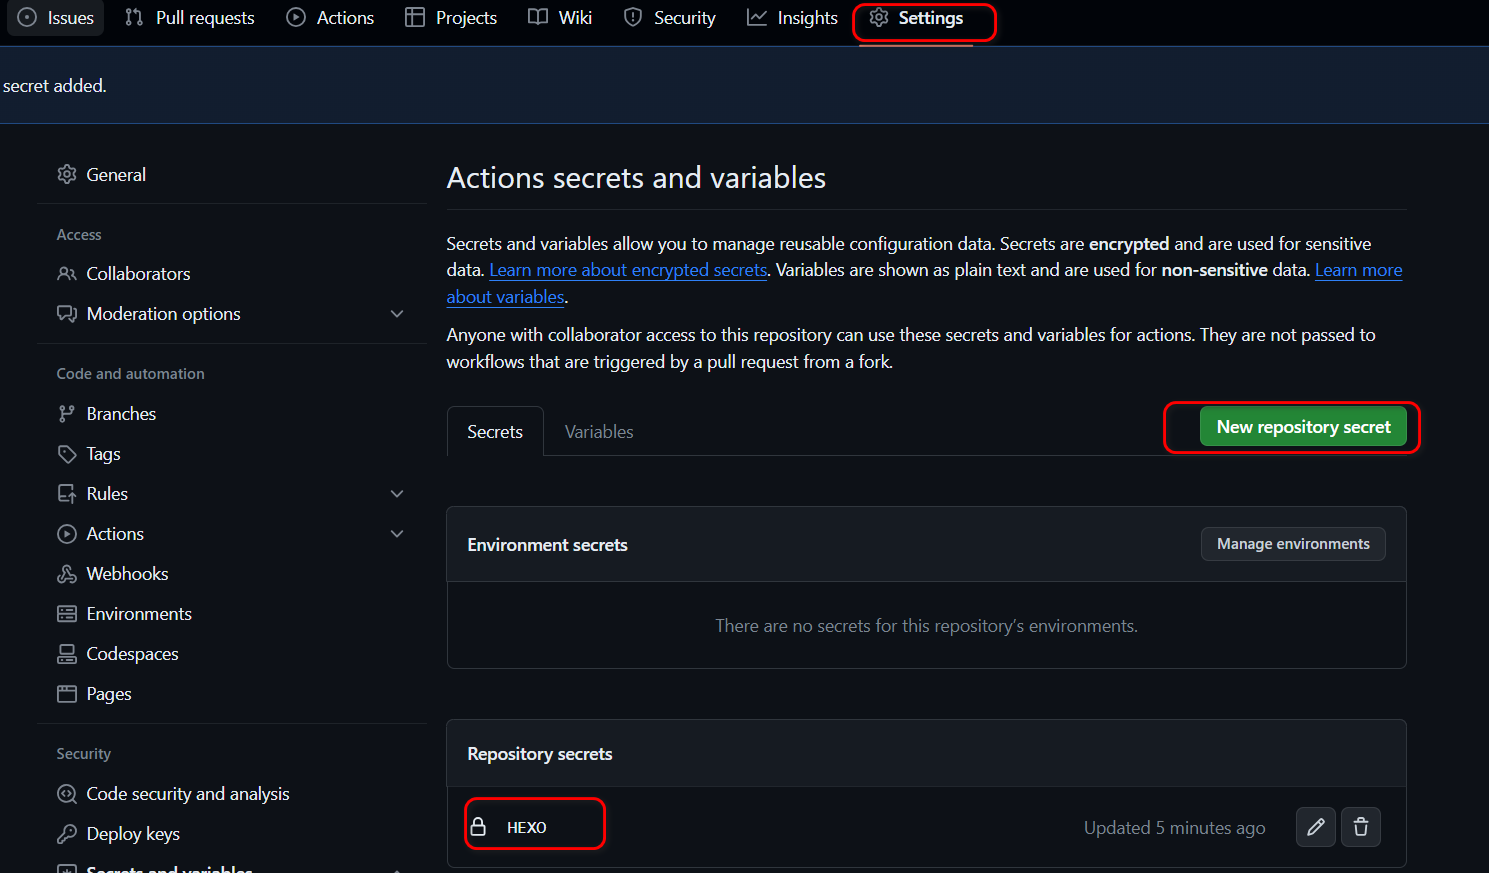 Issues Pull requests Actions Projects Wiki Security Insights Settings
secret added.
General
Access
Collaborators
Moderation options
Code and automation
Branches
Tags
Rules
Actions
Webhooks
Environments
Codespaces
Pages
Security
Code security and analysis
Deploy keys
Secrets and variables
Actions secrets and variables
Secrets and variables allow you to manage reusable configuration data. Secrets are encrypted and are used for sensitive
data. Learn more about encrypted secrets. Variables are shown as plain text and are used for non-sensitive data. Learn more
about variables.
Anyone with collaborator access to this repository can use these secrets and variables for actions. They are not passed to
workflows that are triggered by a pull request from a fork.
Secrets Variables New repository secret
Environment secrets Manage environments
There are no secrets for this repository's environments.
Repository secrets
HEXO Updated 5 minutes ago